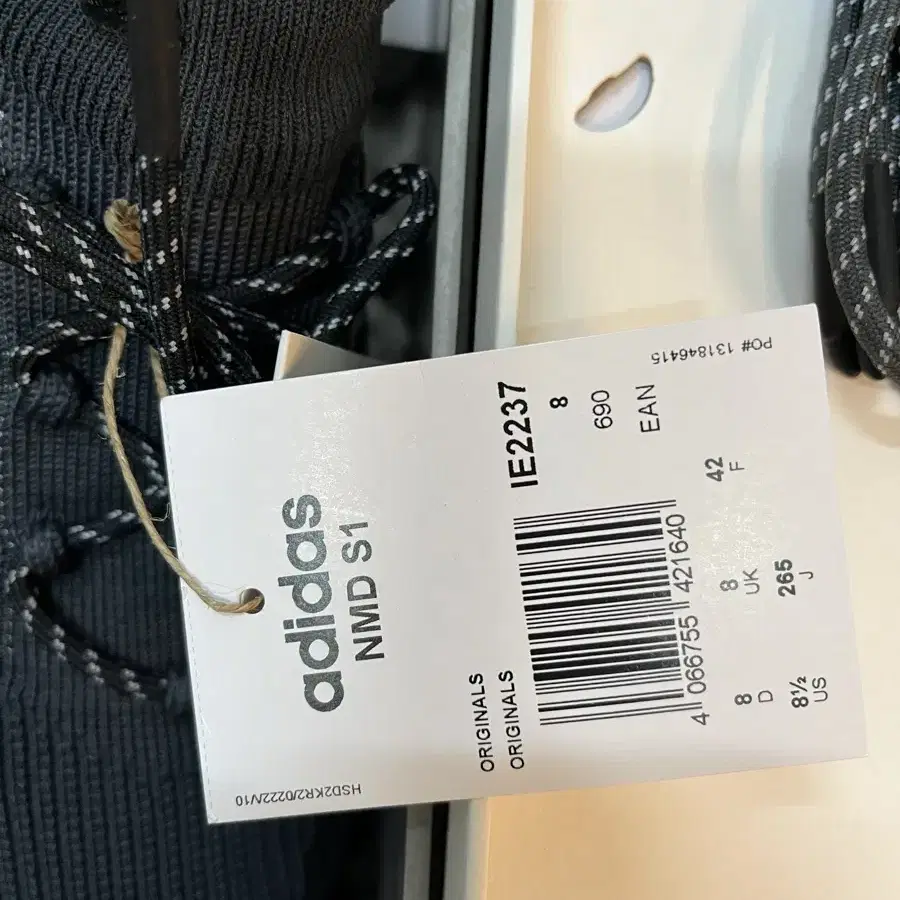 adidas
NMD S1
ORIGINALS
ORIGINALS
IE2237
8
690
EAN
4 066755 421640
8
D
8
UK
42
F
8½
US
265
J
PO# 131846415
HSD2KR2/0222/V10